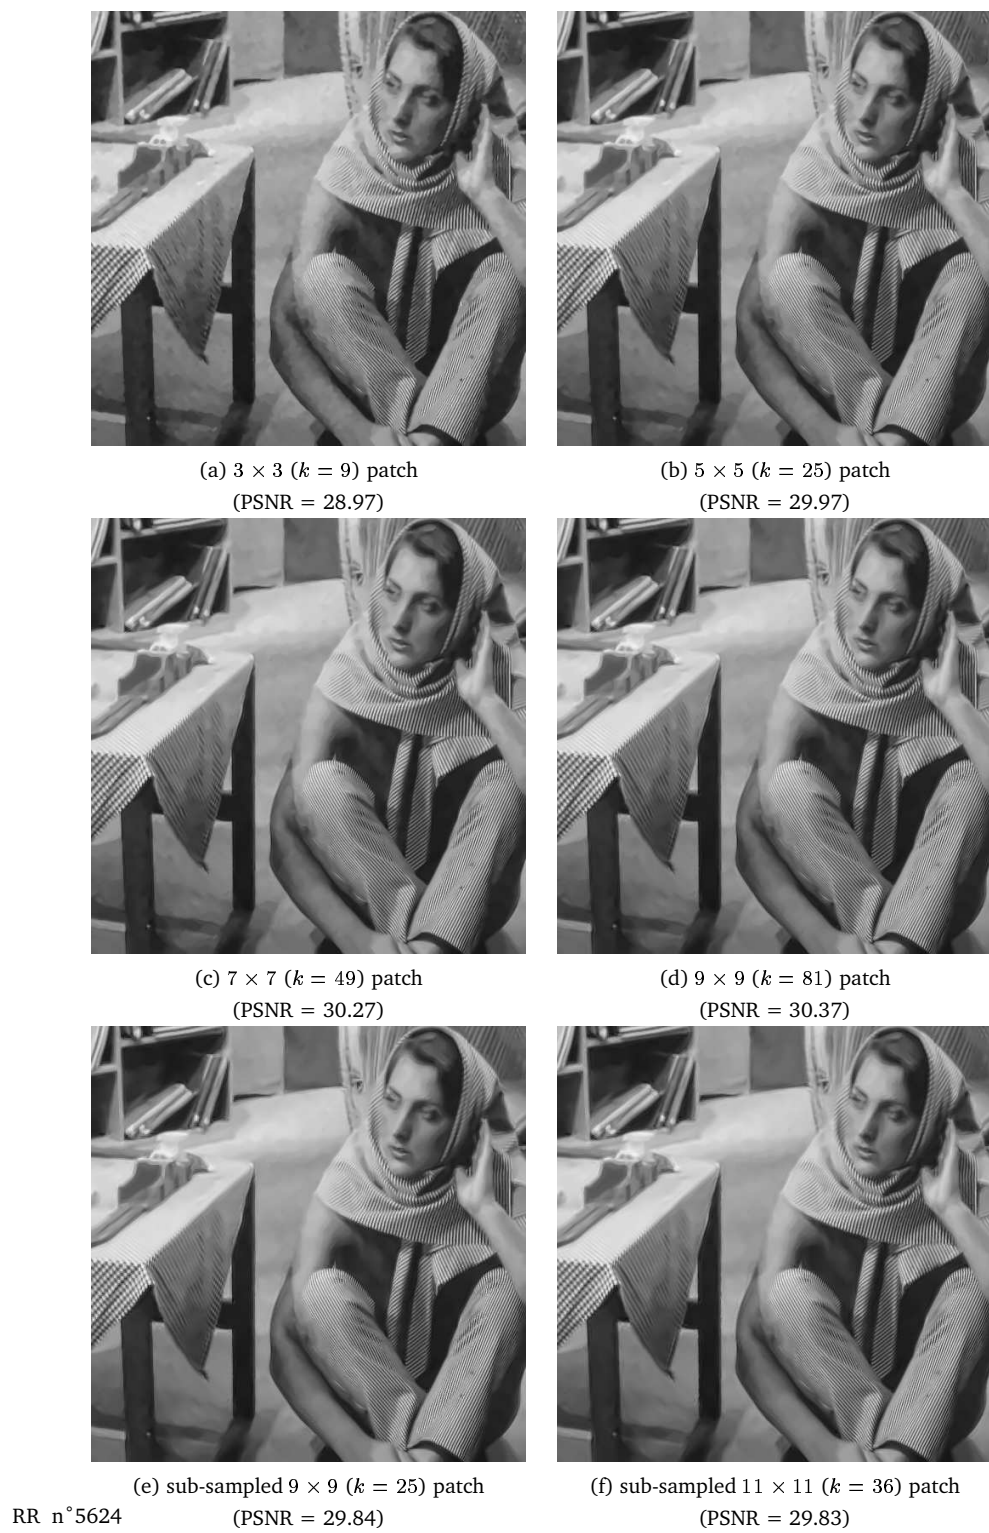 (a) 3 × 3 (k = 9) patch
(PSNR = 28.97)
(b) 5 × 5 (k = 25) patch
(PSNR = 29.97)
(c) 7 × 7 (k = 49) patch
(PSNR = 30.27)
(d) 9 × 9 (k = 81) patch
(PSNR = 30.37)
(e) sub-sampled 9 × 9 (k = 25) patch
(PSNR = 29.84)
(f) sub-sampled 11 × 11 (k = 36) patch
(PSNR = 29.83)
RR n°5624